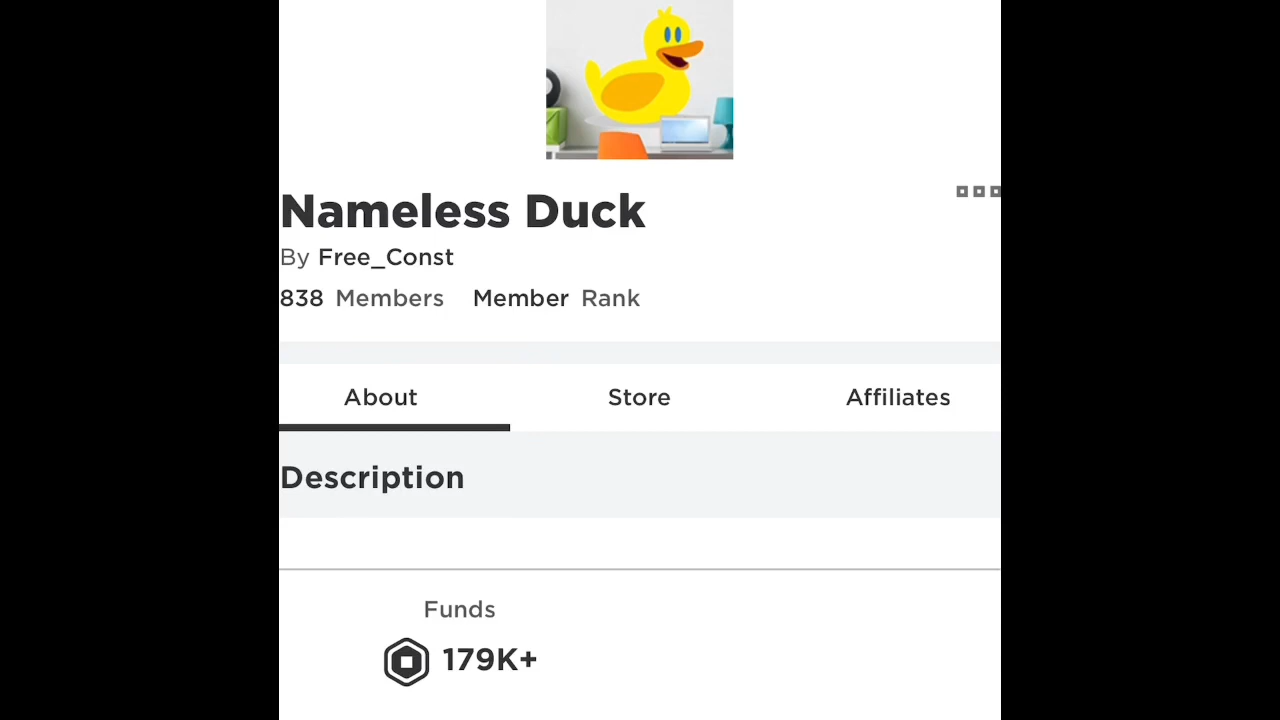 Nameless Duck
By Free_Const
838 Members Member Rank
About Store Affiliates
Description
Funds
179K+